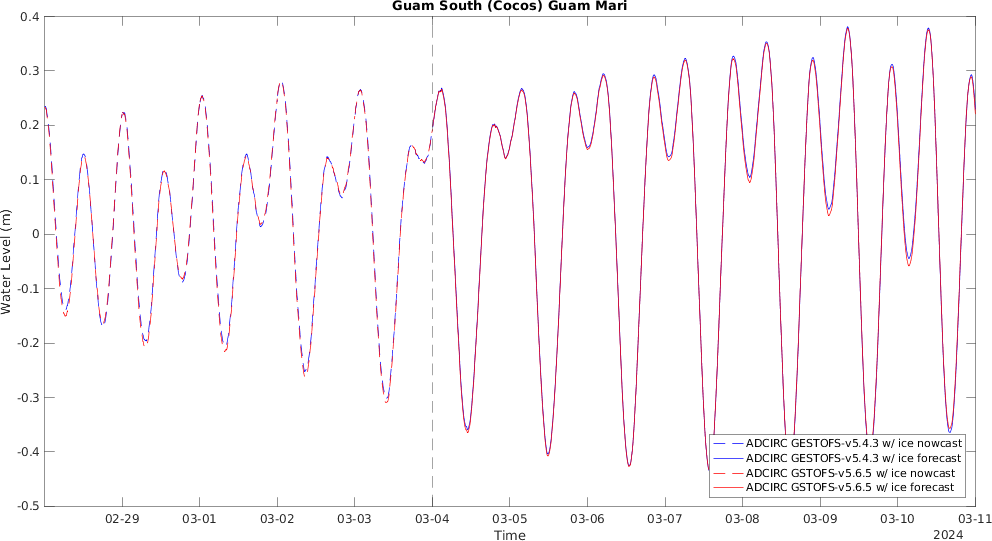 Guam South (Cocos) Guam Mari
0.4
0.3
0.2
0.1
0
-0.1
-0.2
-0.3
-0.4
-0.5
Water Level (m)
ADCIRC GESTOFS-v5.4.3 w/ ice nowcast
ADCIRC GESTOFS-v5.4.3 w/ ice forecast
ADCIRC GSTOFS-v5.6.5 w/ ice nowcast
ADCIRC GSTOFS-v5.6.5 w/ ice forecast
02-29 03-01 03-02 03-03 03-04 03-05 03-06 03-07 03-08 03-09 03-10 03-11
Time
2024